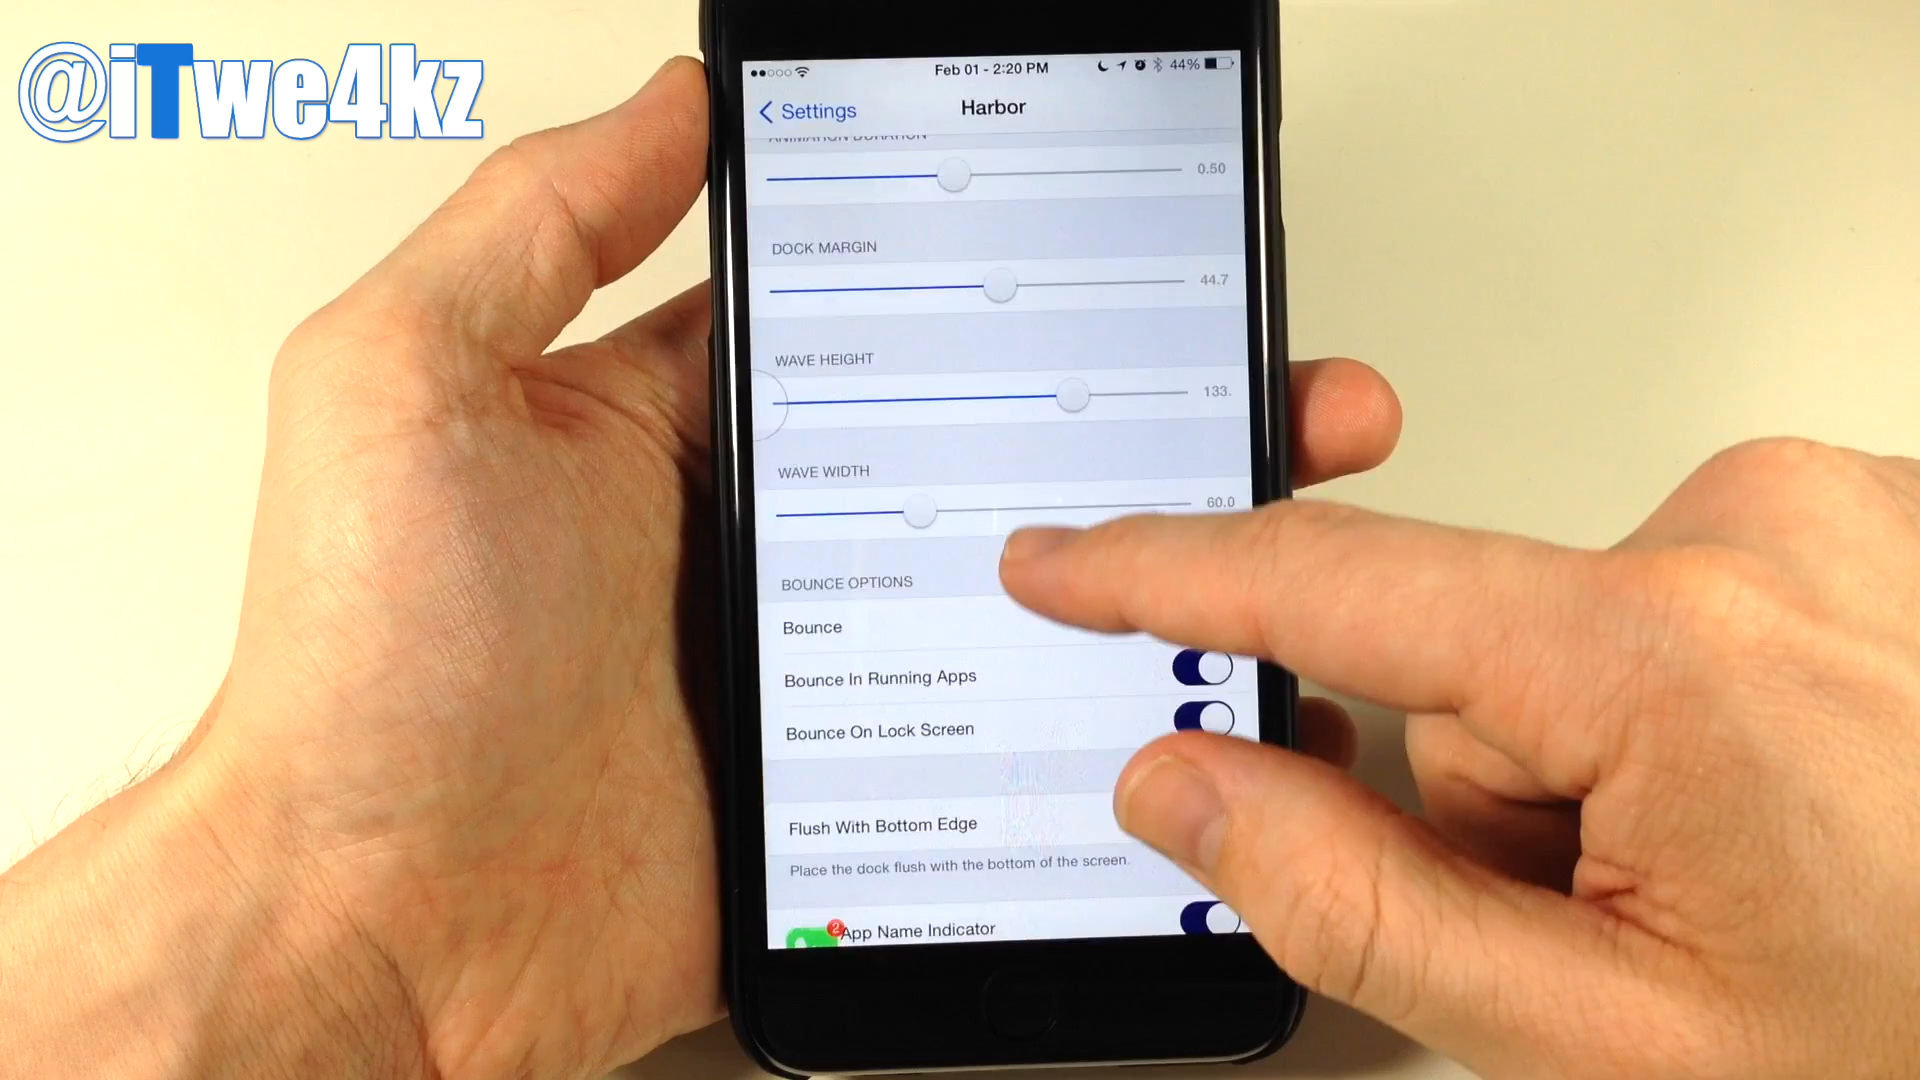 @iTwe4kz
Feb 01 - 2:20 PM
44%
Settings
Harbor
ANIMATION DURATION
0.50
DOCK MARGIN
44.7
WAVE HEIGHT
133.
WAVE WIDTH
60.0
BOUNCE OPTIONS
Bounce
Bounce In Running Apps
Bounce On Lock Screen
Flush With Bottom Edge
Place the dock flush with the bottom of the screen.
2
App Name Indicator